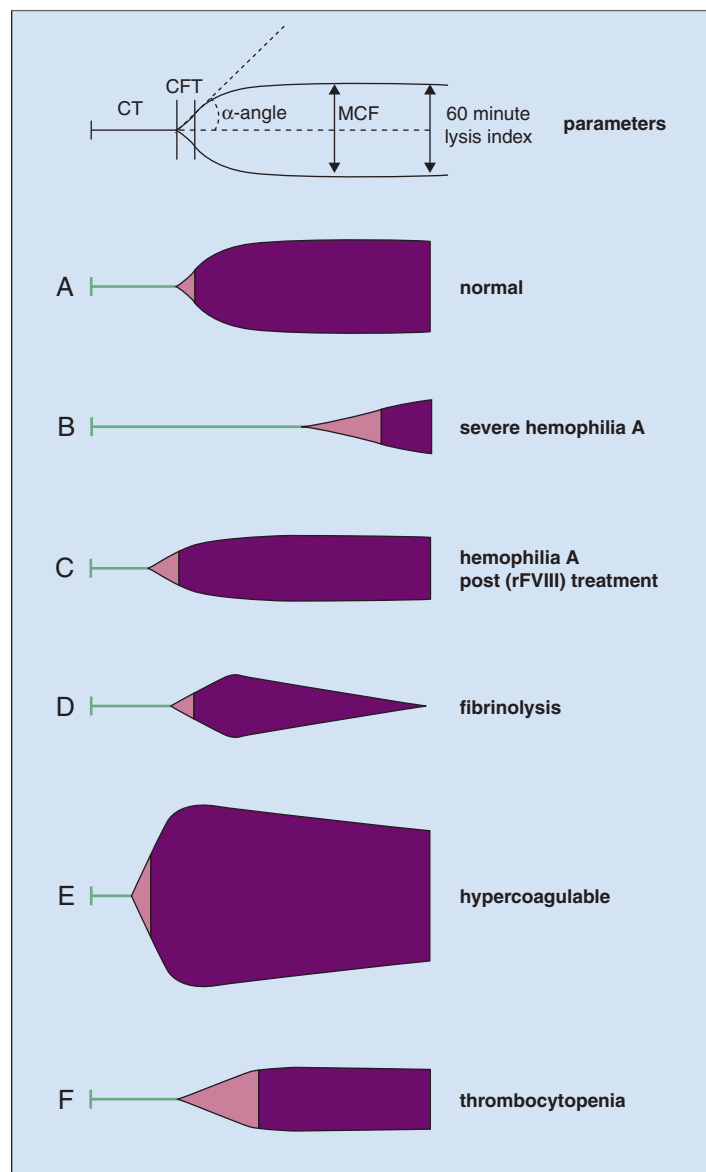 CT
CFT
α-angle
MCF
60 minute
lysis index
parameters
A
normal
B
severe hemophilia A
C
hemophilia A
post (rFVIII) treatment
D
fibrinolysis
E
hypercoagulable
F
thrombocytopenia